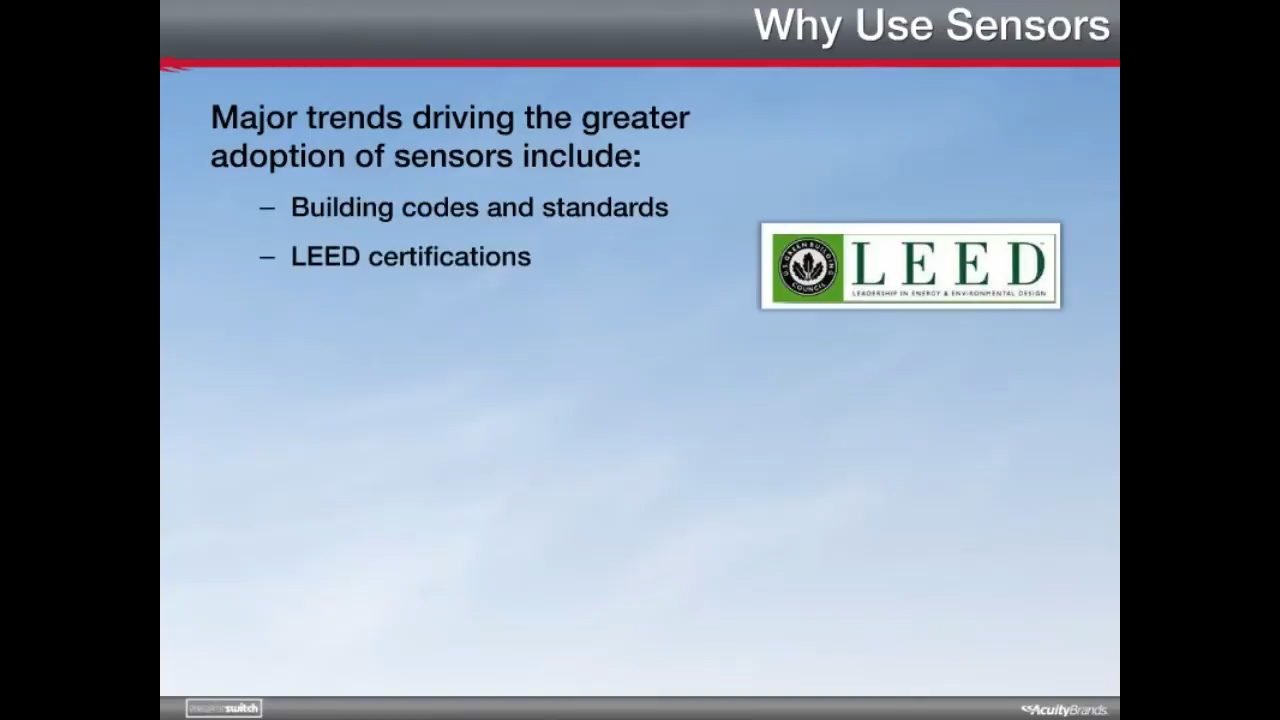 Why Use Sensors
Major trends driving the greater
adoption of sensors include:
– Building codes and standards
– LEED certifications
U.S. GREEN BUILDING COUNCIL
LEED
LEADERSHIP IN ENERGY & ENVIRONMENTAL DESIGN
switch
AcuityBrands